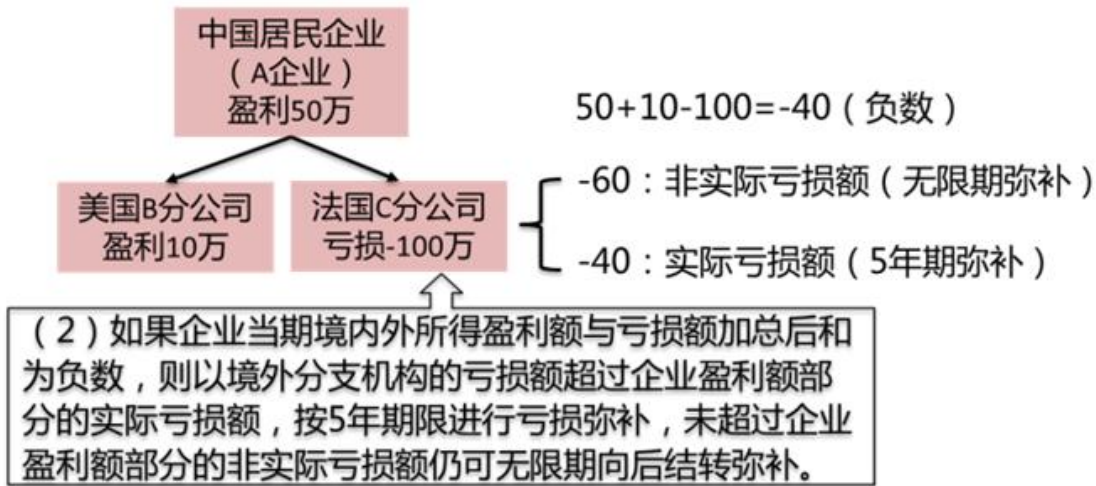 中国居民企业
（A企业）
盈利50万
50+10-100=-40（负数）
美国B分公司
盈利10万
法国C分公司
亏损-100万
-60：非实际亏损额（无限期弥补）
-40：实际亏损额（5年期弥补）
（2）如果企业当期境内外所得盈利额与亏损额加总后和
为负数，则以境外分支机构的亏损额超过企业盈利额部
分的实际亏损额，按5年期限进行亏损弥补，未超过企业
盈利额部分的非实际亏损额仍可无限期向后结转弥补。